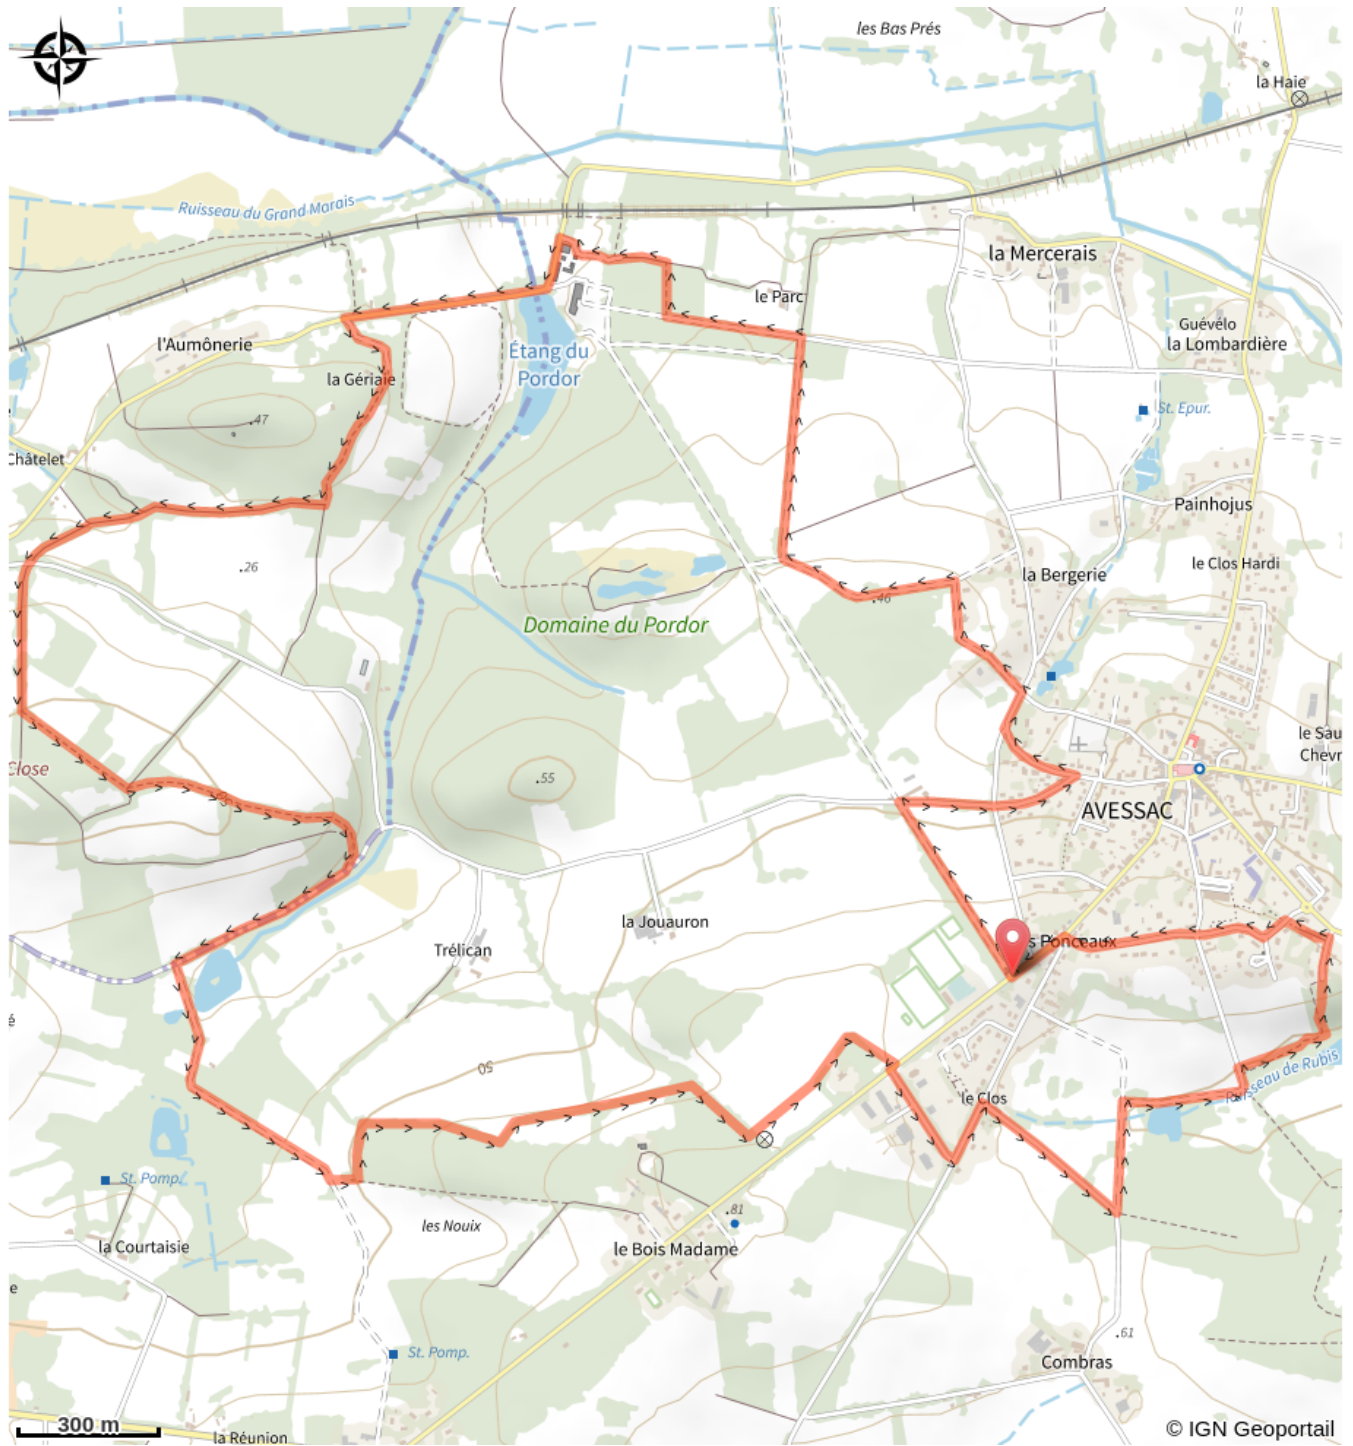 les Bas Prés
la Haie
Ruisseau du Grand Marais
la Mercerais
le Parc
Guévélo
la Lombardière
l'Aumônerie
Étang du
Pordor
la Gériaie
St. Epur.
.47
Châtelet
Painhojus
.26
la Bergerie
le Clos Hardi
.46
Domaine du Pordor
le Sau
Chevr
Close
.55
AVESSAC
la Jouauron
s Ponceaux
Trélican
é
50
Ruisseau de Rubis
le Clos
St. Pomp.
.81
les Nouix
la Courtaisie
le Bois Madame
e
.61
St. Pomp.
Combras
300 m
la Réunion
© IGN Geoportail